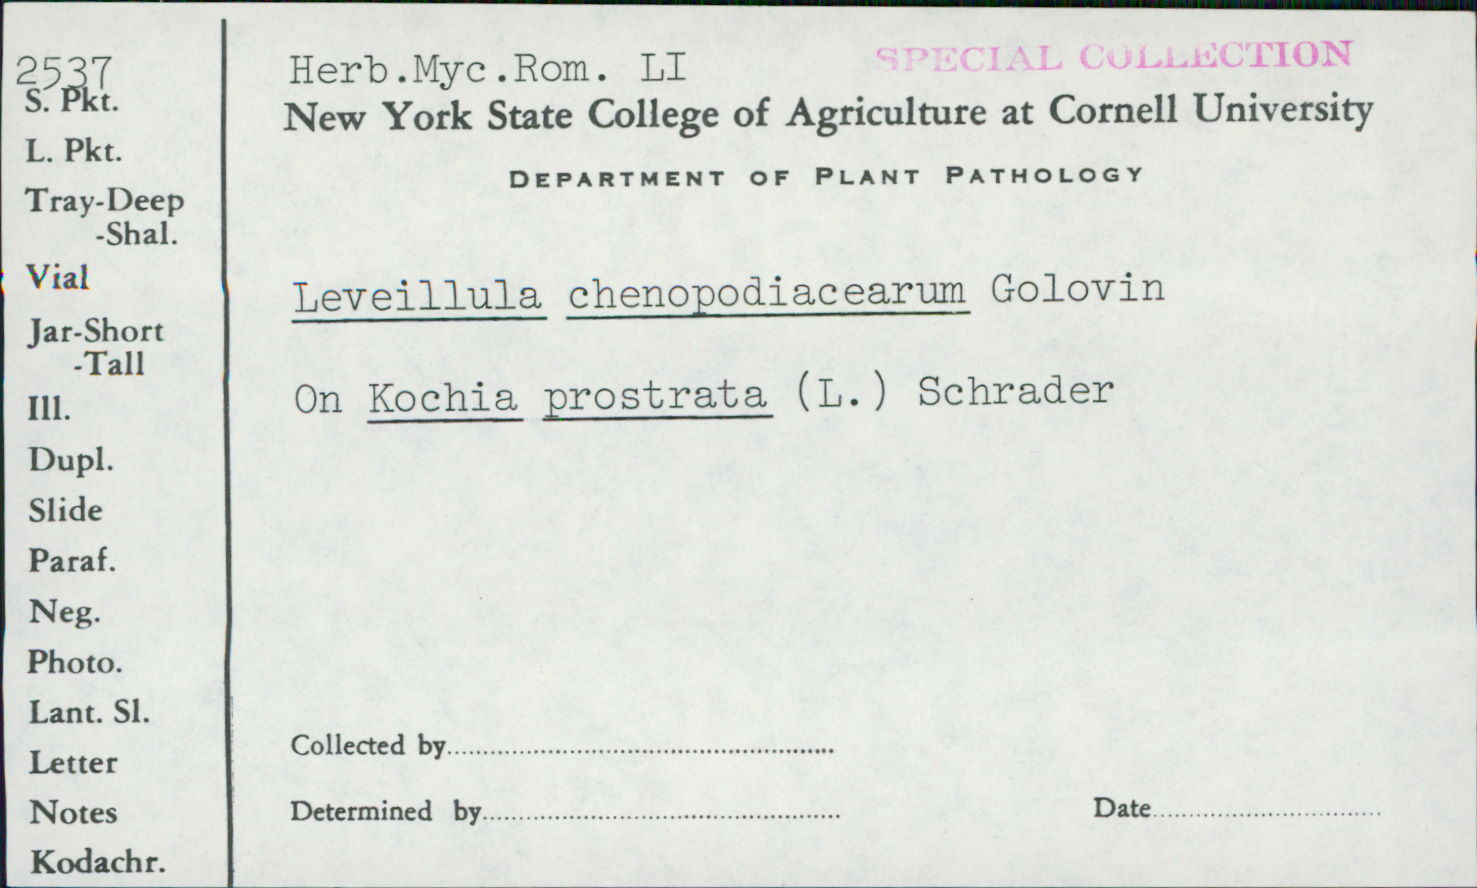 2537
S. Pkt.
L. Pkt.
Tray-Deep
-Shal.
Vial
Jar-Short
-Tall
Ill.
Dupl.
Slide
Paraf.
Neg.
Photo.
Lant. Sl.
Letter
Notes
Kodachr.
Herb.Myc.Rom. LI
SPECIAL COLLECTION
New York State College of Agriculture at Cornell University
DEPARTMENT OF PLANT PATHOLOGY
Leveillula chenopodiacearum Golovin
On Kochia prostrata (L.) Schrader
Collected by
Determined by
Date